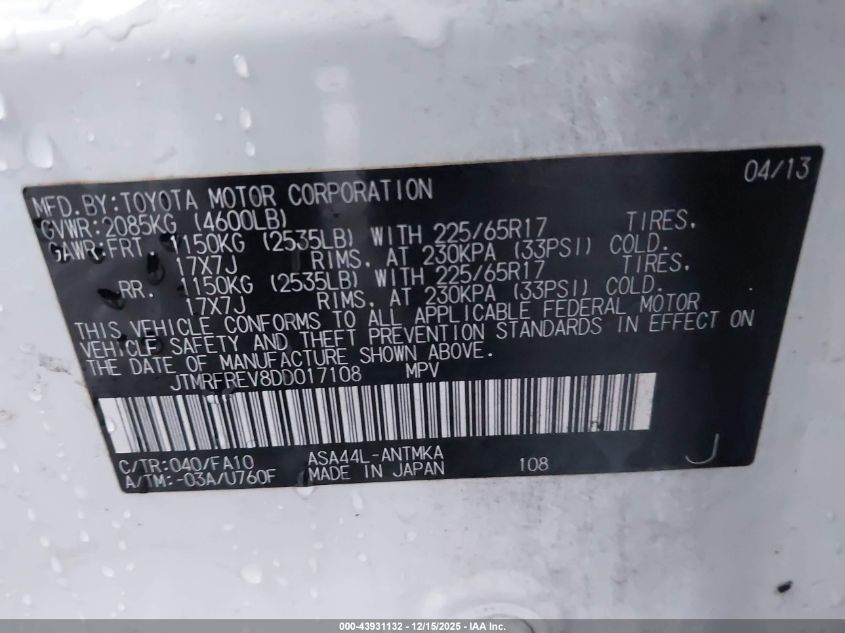 04/13
MFD.BY:TOYOTA MOTOR CORPORATION
GVWR:2085KG (4600LB)
GAWR:FRT. 1150KG (2535LB) WITH 225/65R17 TIRES.
17X7J RIMS, AT 230KPA (33PSI) COLD.
RR. 1150KG (2535LB) WITH 225/65R17 TIRES.
17X7J RIMS, AT 230KPA (33PSI) COLD.
THIS VEHICLE CONFORMS TO ALL APPLICABLE FEDERAL MOTOR
VEHICLE SAFETY AND THEFT PREVENTION STANDARDS IN EFFECT ON
THE DATE OF MANUFACTURE SHOWN ABOVE.
JTMRFREV8DD017108 MPV
C/TR:040/FA10 ASA44L-ANTMKA
A/TM:-03A/U760F MADE IN JAPAN 108 J
000-43931132 - 12/15/2025 - IAA Inc.